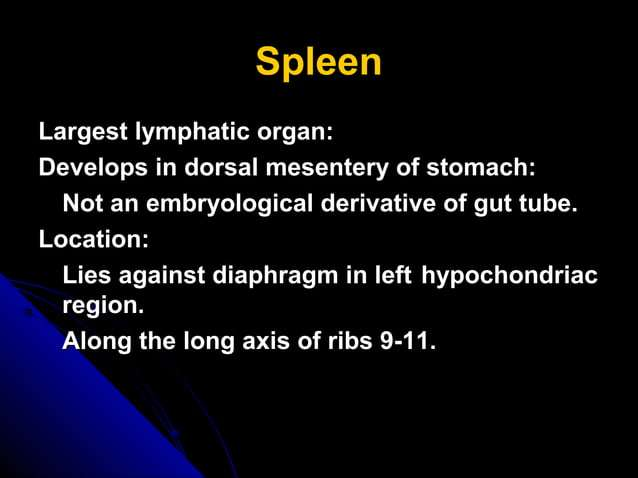 Spleen
Largest lymphatic organ:
Develops in dorsal mesentery of stomach:
Not an embryological derivative of gut tube.
Location:
Lies against diaphragm in left hypochondriac
region.
Along the long axis of ribs 9-11.